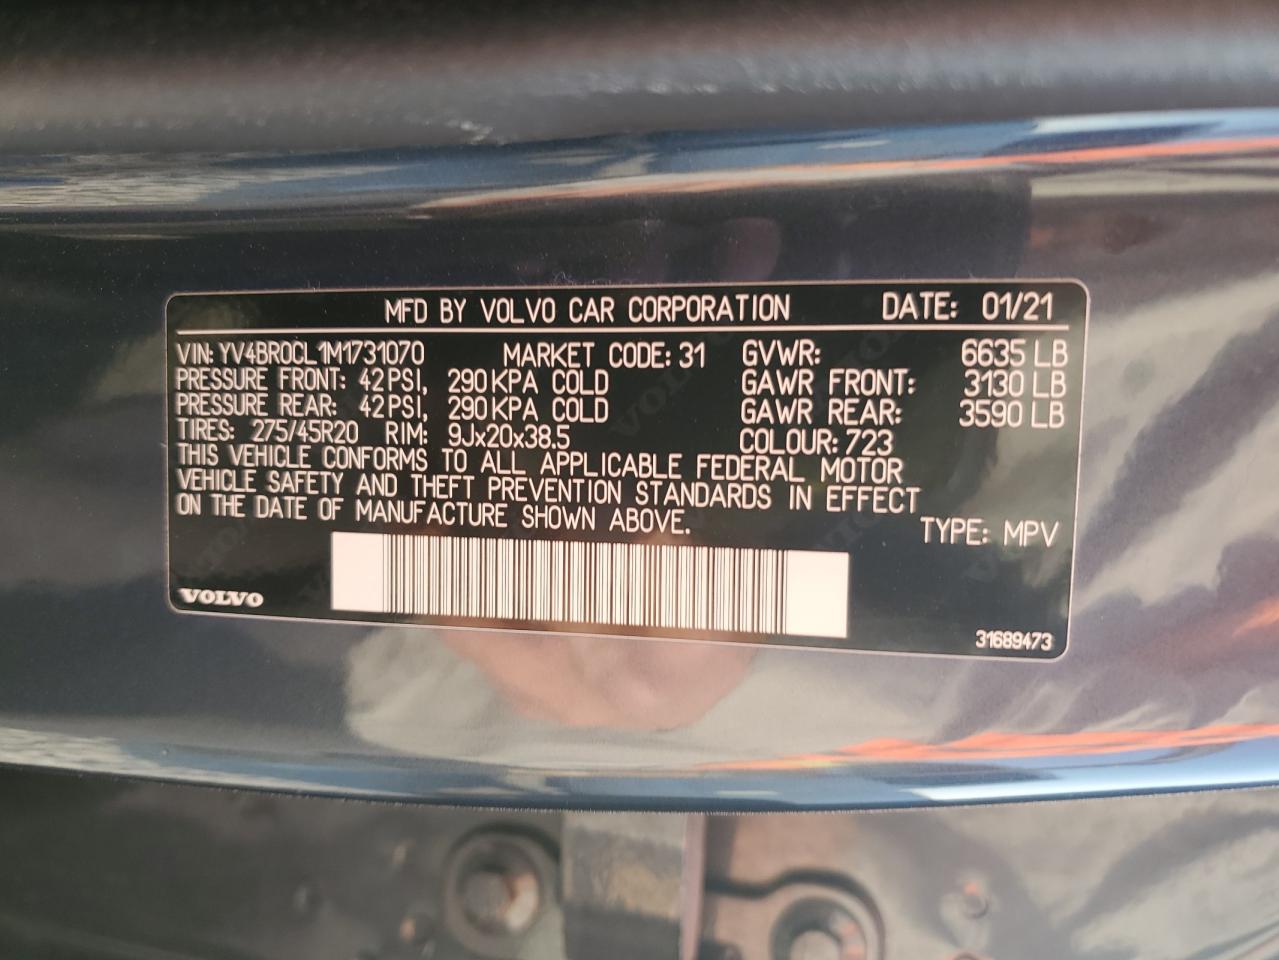 MFD BY VOLVO CAR CORPORATION DATE: 01/21
VIN: YV4BR0CL1M1731070 MARKET CODE: 31 GVWR: 6635 LB
PRESSURE FRONT: 42 PSI, 290 KPA COLD GAWR FRONT: 3130 LB
PRESSURE REAR: 42 PSI, 290 KPA COLD GAWR REAR: 3590 LB
TIRES: 275/45R20 RIM: 9Jx20x38.5 COLOUR: 723
THIS VEHICLE CONFORMS TO ALL APPLICABLE FEDERAL MOTOR
VEHICLE SAFETY AND THEFT PREVENTION STANDARDS IN EFFECT
ON THE DATE OF MANUFACTURE SHOWN ABOVE.
TYPE: MPV
VOLVO
31689473